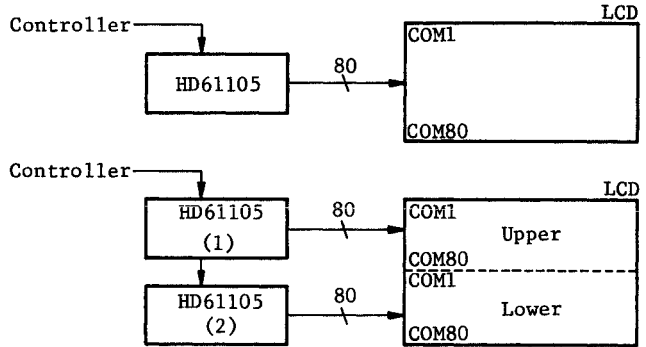 LCD
Controller
COM1
80
HD61105
COM80
Controller
LCD
HD61105
(1)
80
COM1
Upper
COM80
COM1
HD61105
(2)
80
Lower
COM80